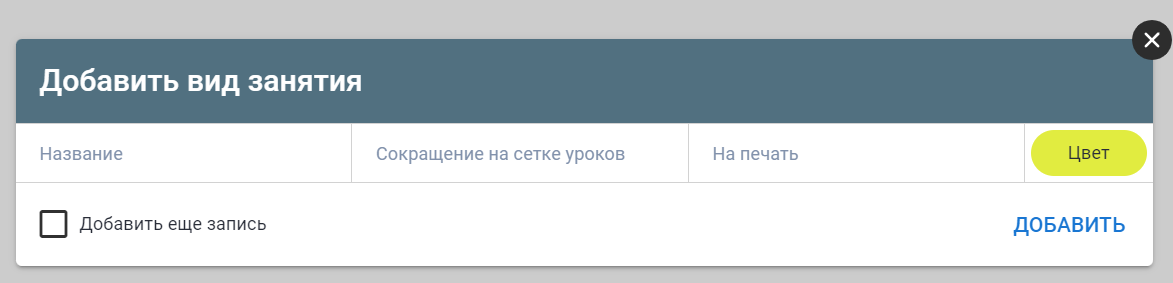 Добавить вид занятия
Название Сокращение на сетке уроков На печать Цвет
Добавить еще запись ДОБАВИТЬ